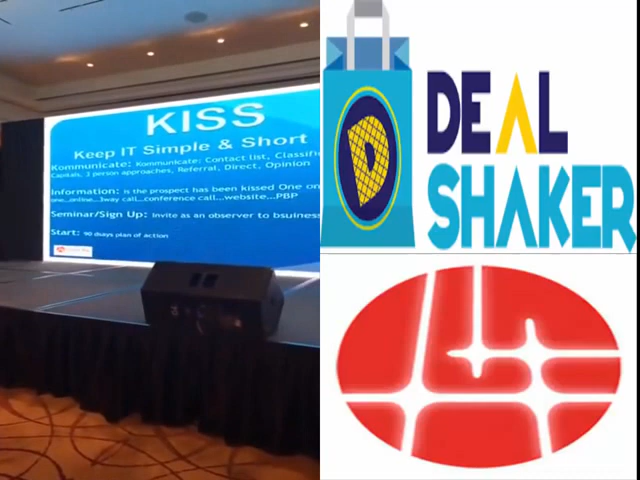 KISS
Keep IT Simple & Short
Kommunicate: Kommunicate: Contact list, Classific
Capitals, 3 person approaches, Referral, Direct, Opinion
Information: is the prospect has been kissed One on
one...online...3way call...conference call...website...PBP
Seminar/Sign Up: Invite as an observer to bsuiness
Start: 90 dsays plan of action
D
DEAL
SHAKER